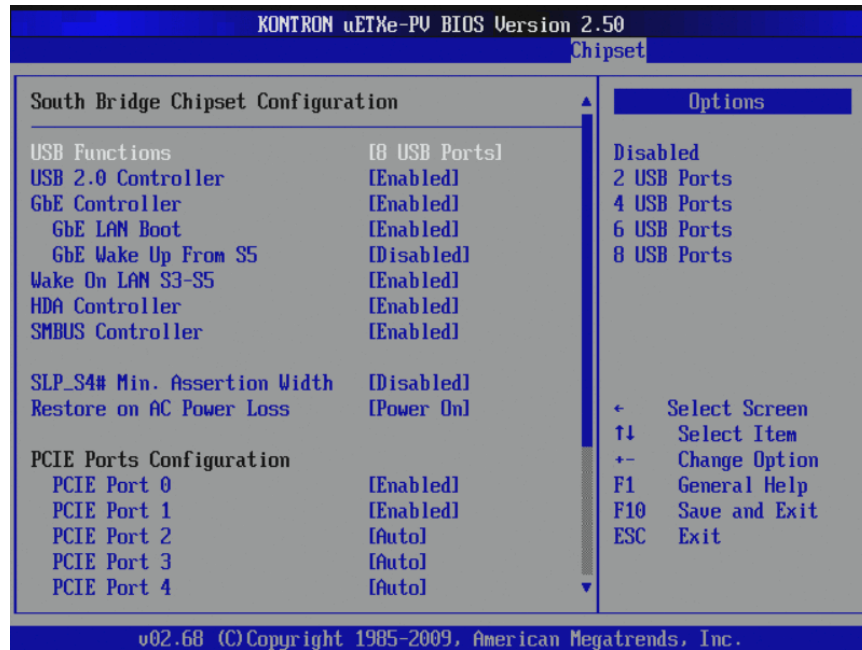 KONTRON uETXe-PV BIOS Version 2.50
Chipset
South Bridge Chipset Configuration
USB Functions [8 USB Ports]
USB 2.0 Controller [Enabled]
GbE Controller [Enabled]
GbE LAN Boot [Enabled]
GbE Wake Up From S5 [Disabled]
Wake On LAN S3-S5 [Enabled]
HDA Controller [Enabled]
SMBUS Controller [Enabled]
SLP_S4# Min. Assertion Width [Disabled]
Restore on AC Power Loss [Power On]
PCIE Ports Configuration
PCIE Port 0 [Enabled]
PCIE Port 1 [Enabled]
PCIE Port 2 [Auto]
PCIE Port 3 [Auto]
PCIE Port 4 [Auto]
Options
Disabled
2 USB Ports
4 USB Ports
6 USB Ports
8 USB Ports
← Select Screen
↑↓ Select Item
+- Change Option
F1 General Help
F10 Save and Exit
ESC Exit
v02.68 (C)Copyright 1985-2009, American Megatrends, Inc.